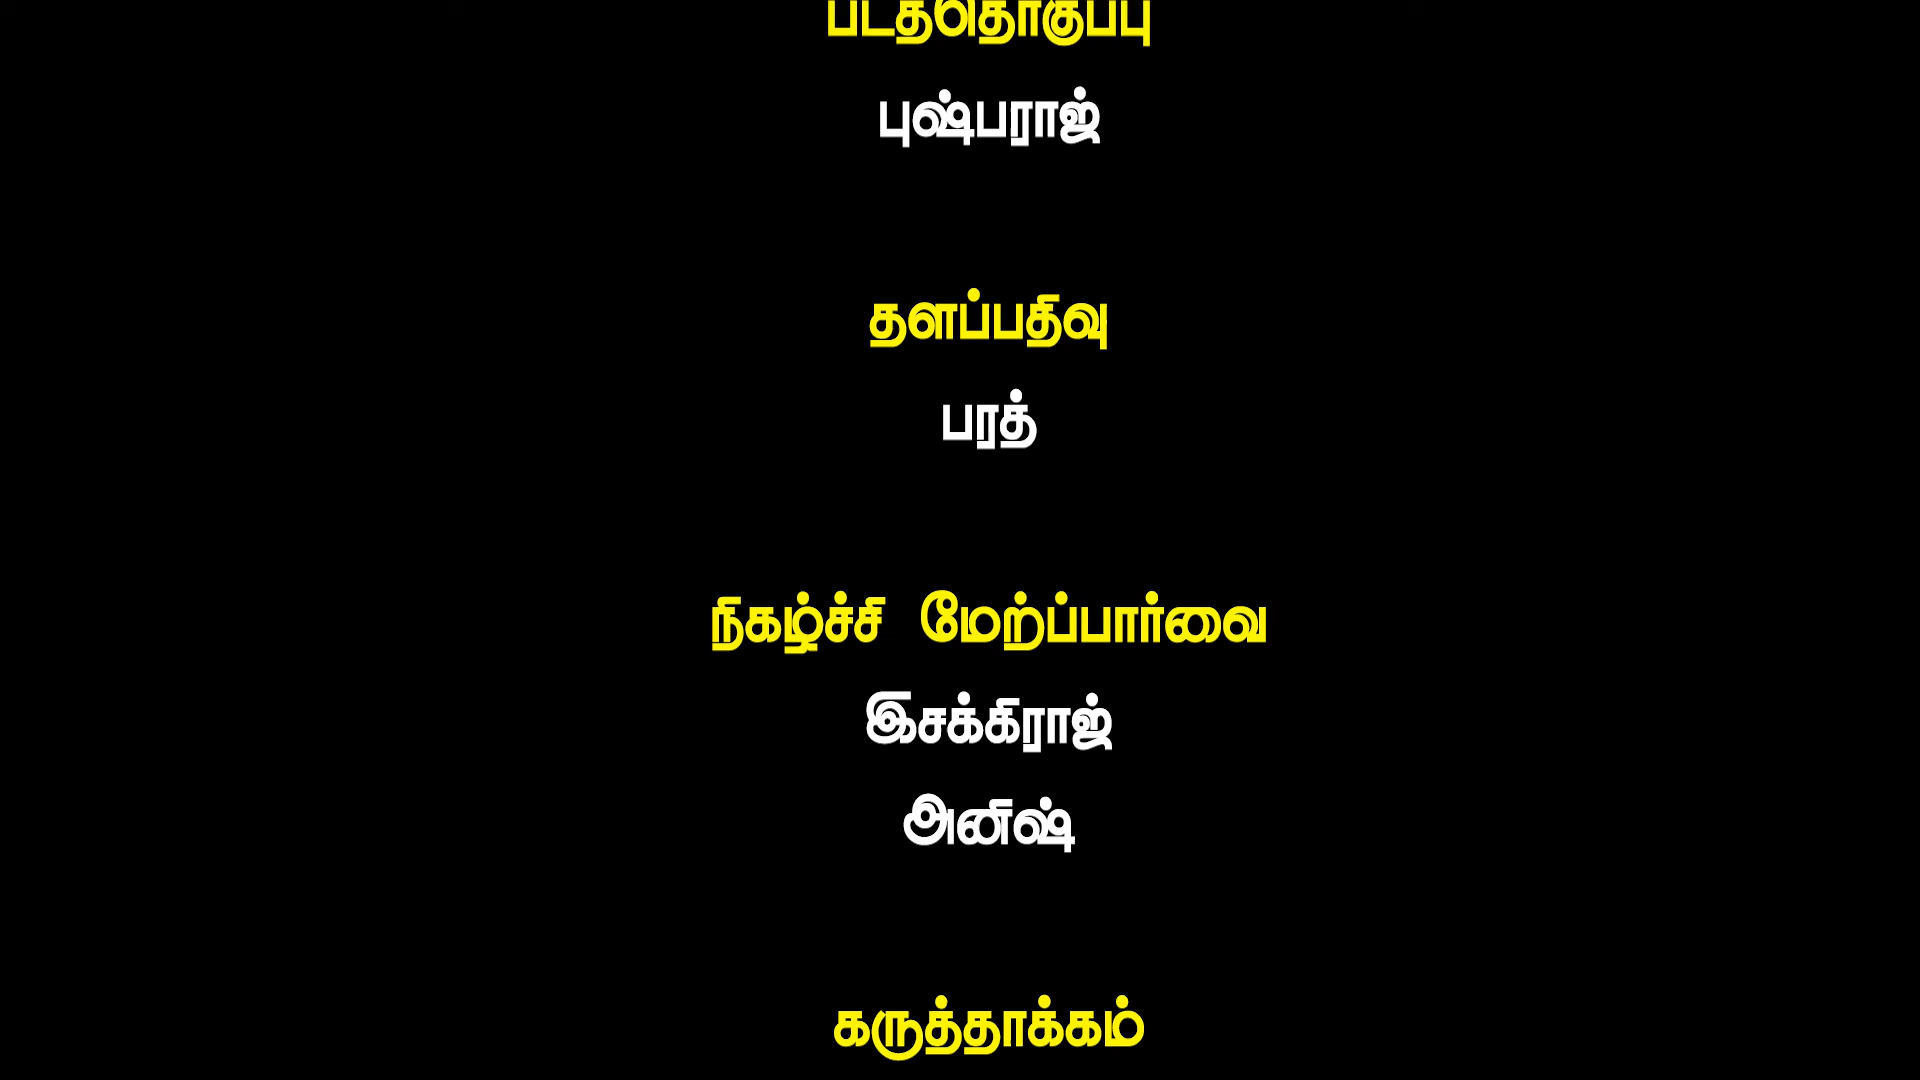 படத்தொகுப்பு
புஷ்பராஜ்
தளப்பதிவு
பரத்
நிகழ்ச்சி மேற்ப்பார்வை
இசக்கிராஜ்
அனிஷ்
கருத்தாக்கம்